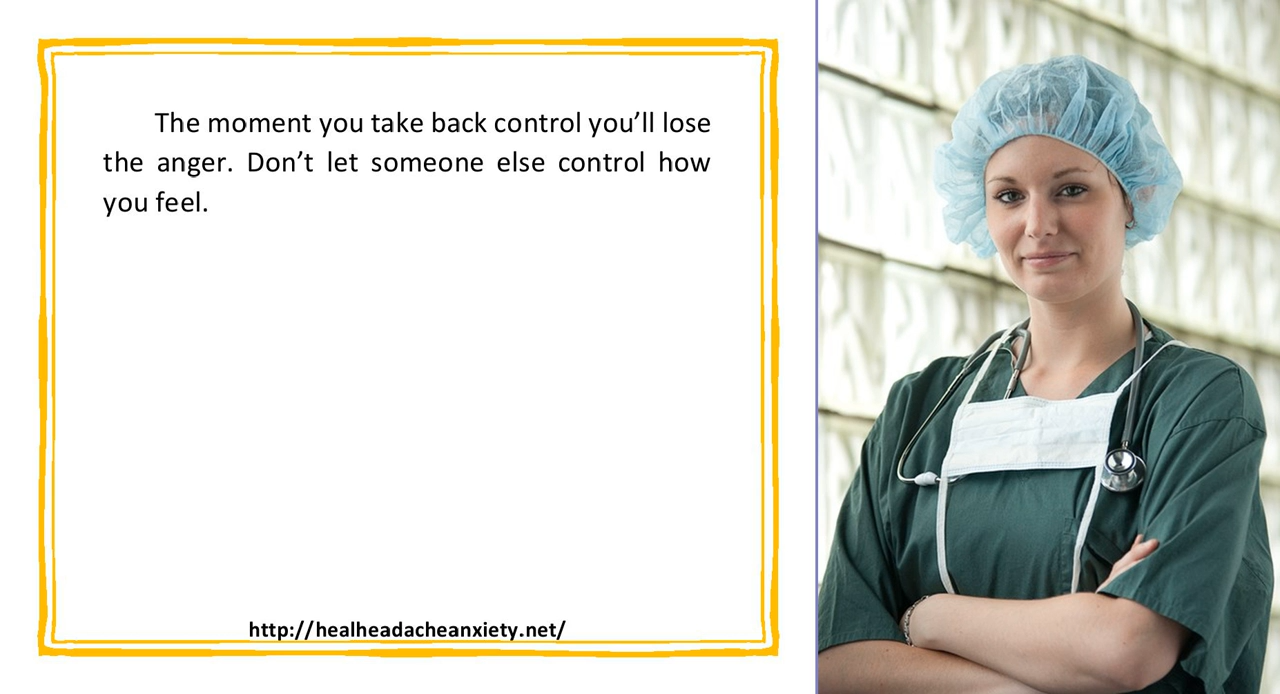 The moment you take back control you’ll lose
the anger. Don’t let someone else control how
you feel.
http://healheadacheanxiety.net/